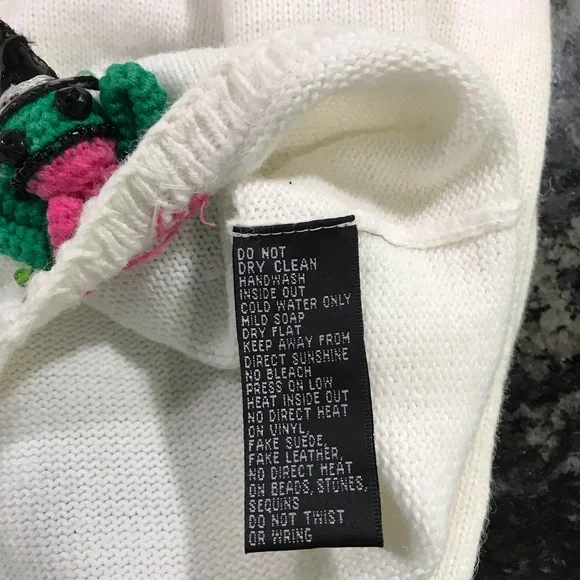 DO NOT
DRY CLEAN
HANDWASH
INSIDE OUT
COLD WATER ONLY
MILD SOAP
DRY FLAT
KEEP AWAY FROM
DIRECT SUNSHINE
NO BLEACH
PRESS ON LOW
HEAT INSIDE OUT
NO DIRECT HEAT
ON VINYL,
FAKE SUEDE,
FAKE LEATHER,
NO DIRECT HEAT
ON BEADS, STONES,
SEQUINS
DO NOT TWIST
OR WRING